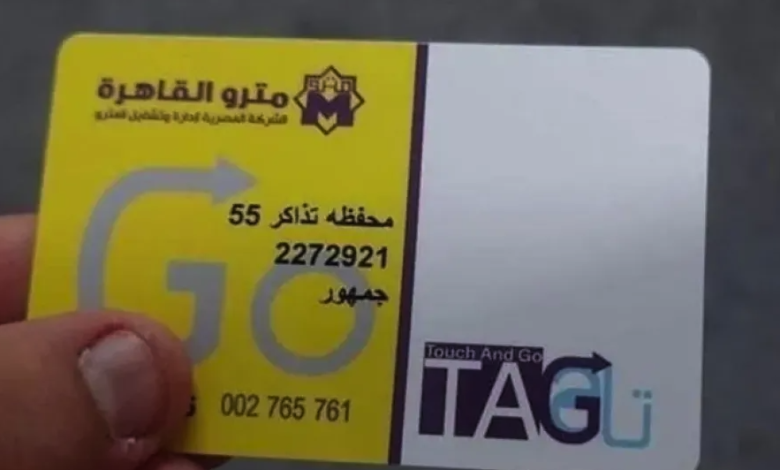 مترو القاهرة
الشركة المصرية لإدارة وتشغيل المترو
GO
محفظه تذاكر 55
2272921
جمهور
002 765 761
Touch And Go
TAG
تاج